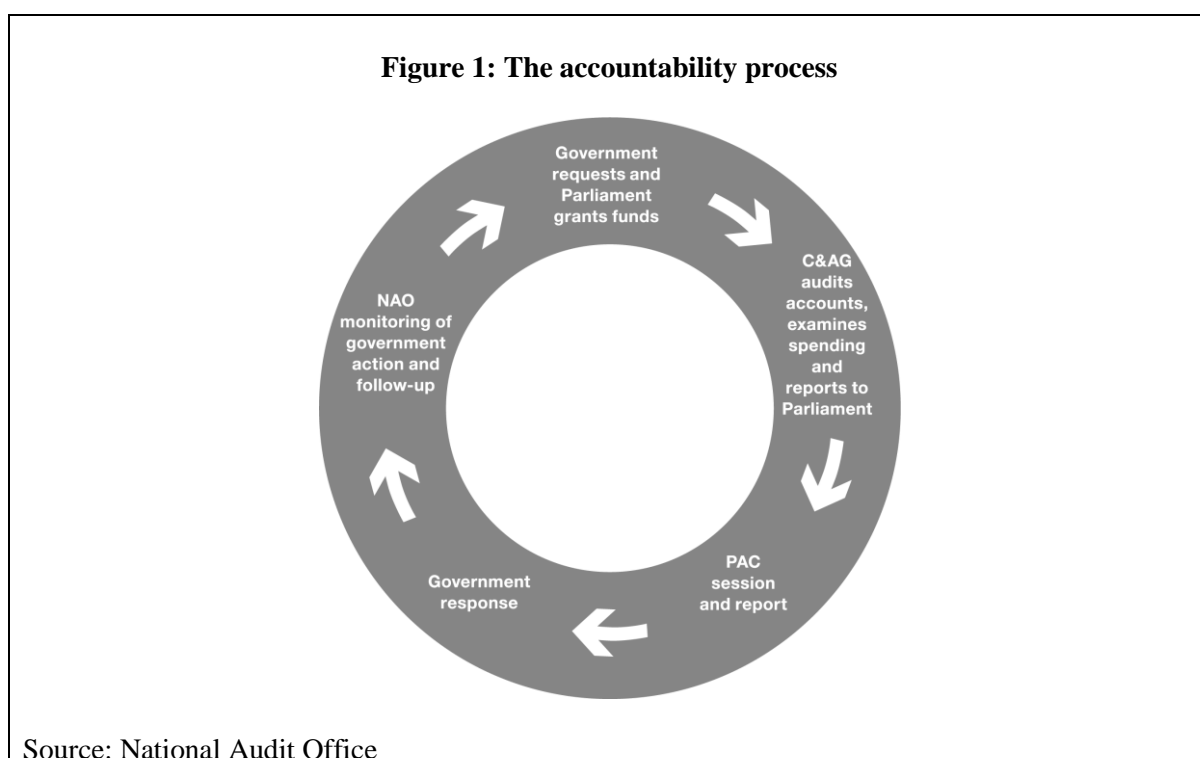 Figure 1: The accountability process
Government
requests and
Parliament
grants funds
C&AG
audits
accounts,
examines
spending
and
reports to
Parliament
PAC
session
and report
Government
response
NAO
monitoring of
government
action and
follow-up
Source: National Audit Office